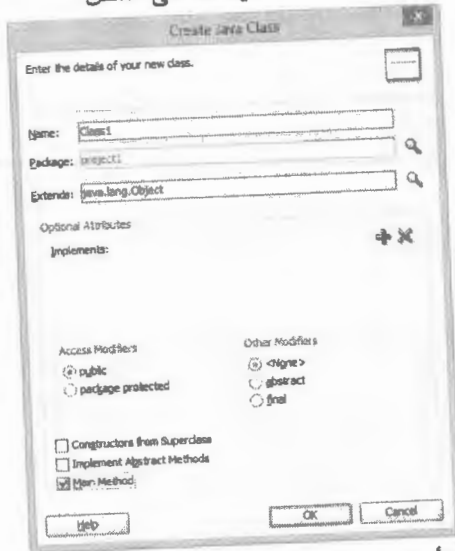 Create Java Class
Enter the details of your new class.
Name: Class1
Package: project1
Extends: java.lang.Object
Optional Attributes
Implements:
Access Modifiers
public
package protected
Other Modifiers
<None>
abstract
final
Constructors from Superclass
Implement Abstract Methods
Main Method
Help
OK
Cancel